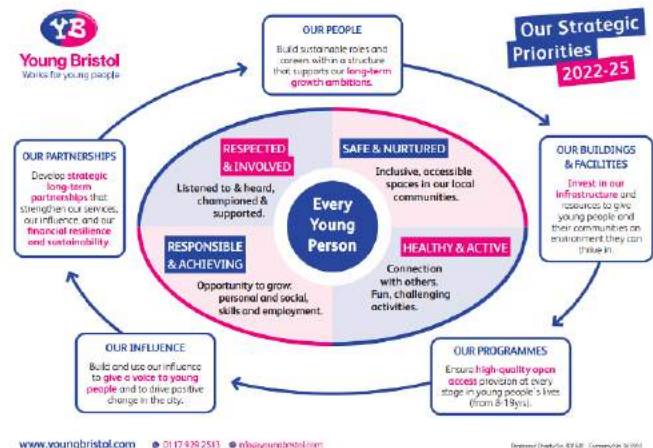 YB
Young Bristol
Works for young people
Our Strategic
Priorities
2022-25
OUR PEOPLE
Build sustainable roles and
careers within a structure
that supports our long-term
growth ambitions.
OUR PARTNERSHIPS
Develop strategic
long-term
partnerships that
strengthen our services,
our influence, and our
financial resilience
and sustainability.
RESPECTED
& INVOLVED
Listened to & heard,
championed &
supported.
SAFE & NURTURED
Inclusive, accessible
spaces in our local
communities.
OUR BUILDINGS
& FACILITIES
Invest in our
infrastructure and
resources to give
young people and
their communities an
environment they can
thrive in.
Every
Young
Person
RESPONSIBLE
& ACHIEVING
Opportunity to grow:
personal and social,
skills and employment.
HEALTHY & ACTIVE
Connection
with others.
Fun, challenging
activities.
OUR INFLUENCE
Build and use our influence
to give a voice to young
people and to drive positive
change in the city.
OUR PROGRAMMES
Ensure high-quality open
access provision at every
stage in young people's lives
(from 8-19yrs).
www.youngbristol.com 0117 929 2513 info@youngbristol.com